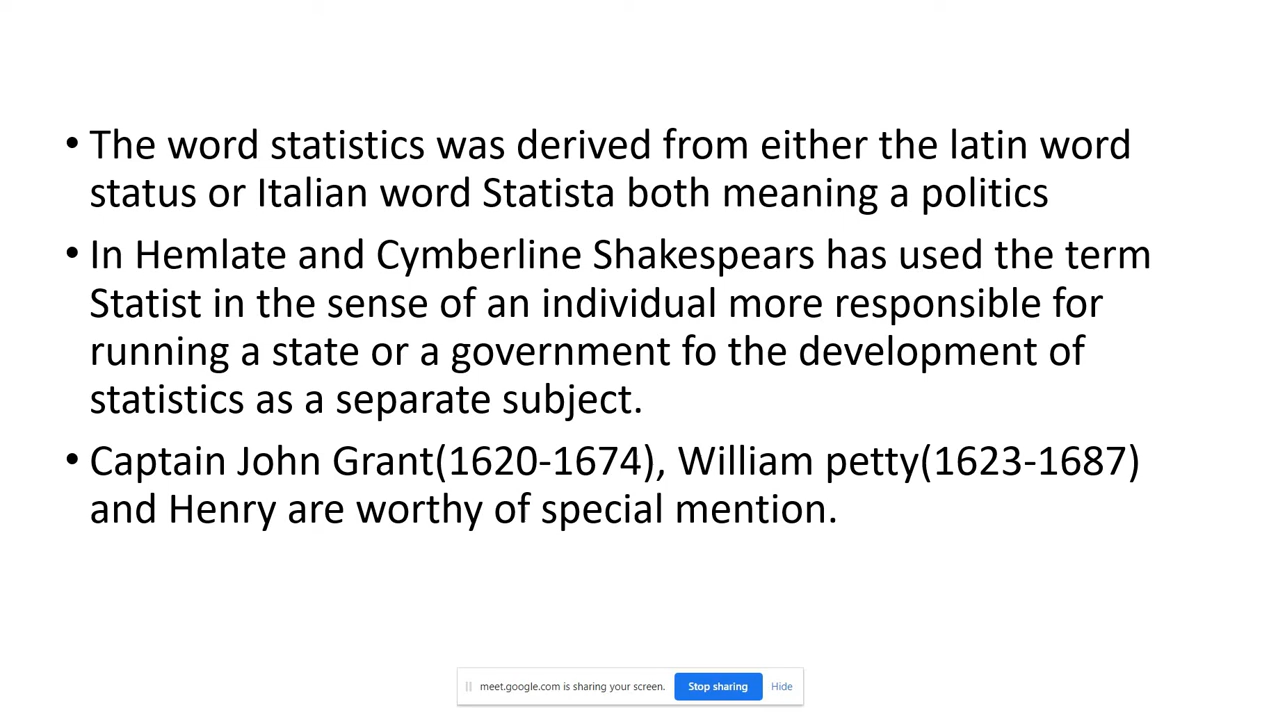 • The word statistics was derived from either the latin word
status or Italian word Statista both meaning a politics
• In Hemlate and Cymberline Shakespears has used the term
Statist in the sense of an individual more responsible for
running a state or a government fo the development of
statistics as a separate subject.
• Captain John Grant(1620-1674), William petty(1623-1687)
and Henry are worthy of special mention.
meet.google.com is sharing your screen. Stop sharing Hide